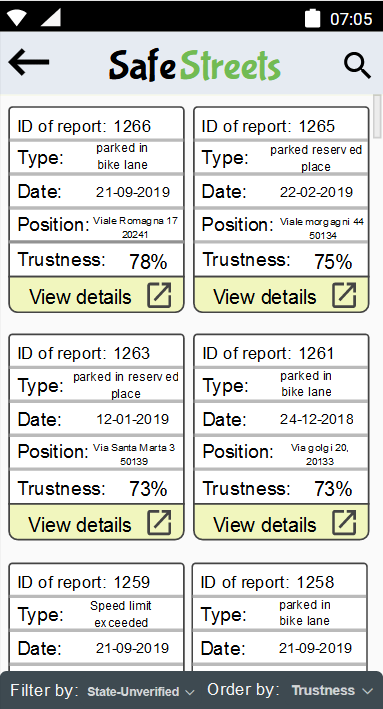 07:05
SafeStreets
ID of report: 1266
Type: parked in
bike lane
Date: 21-09-2019
Position: Viale Romagna 17
20241
Trustness: 78%
View details
ID of report: 1265
Type: parked reserved
place
Date: 22-02-2019
Position: Viale morgagni 44
50134
Trustness: 75%
View details
ID of report: 1263
Type: parked in reserved
place
Date: 12-01-2019
Position: Via Santa Marta 3
50139
Trustness: 73%
View details
ID of report: 1261
Type: parked in
bike lane
Date: 24-12-2018
Position: Via golgi 20,
20133
Trustness: 73%
View details
ID of report: 1259
Type: Speed limit
exceeded
Date: 21-09-2019
ID of report: 1258
Type: parked in
bike lane
Date: 21-09-2019
Filter by: State-Unverified
Order by: Trustness